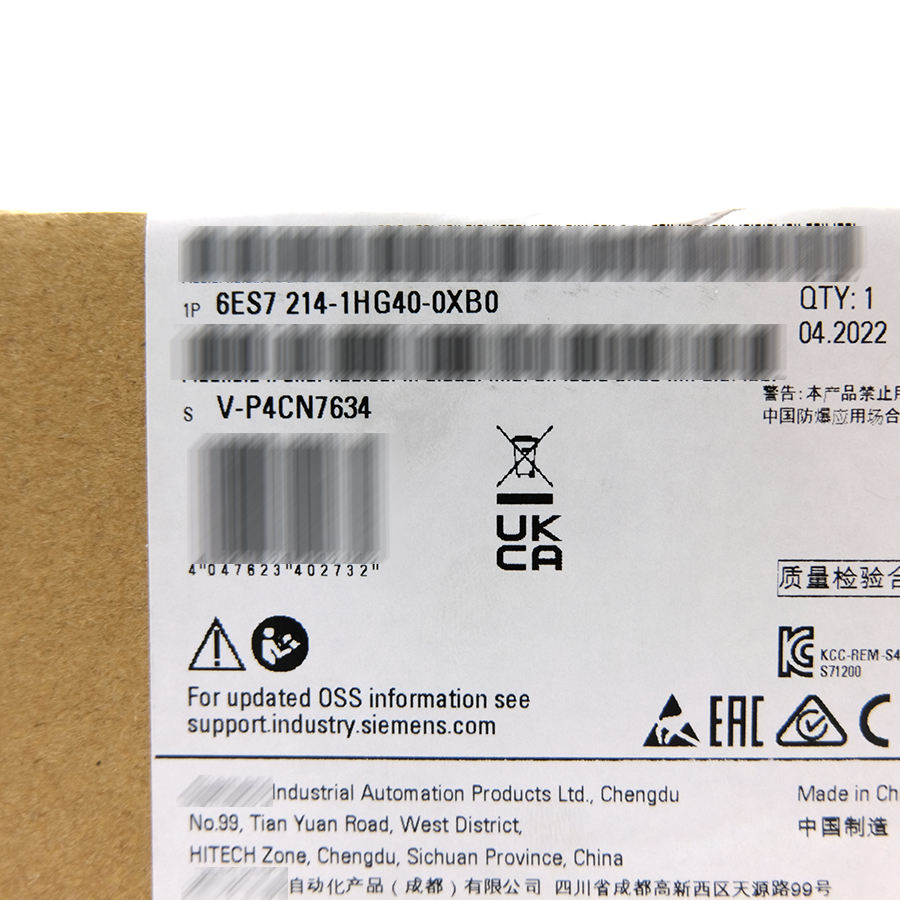 1P 6ES7 214-1HG40-0XB0
QTY: 1
04.2022
S V-P4CN7634
警告:本产品禁止用
中国防爆应用场合
UK
CA
4"047623"402732"
质量检验合
KCC-REM-S4
S71200
For updated OSS information see
support.industry.siemens.com
EAC
Industrial Automation Products Ltd., Chengdu
Made in Ch
No.99, Tian Yuan Road, West District,
中国制造
HITECH Zone, Chengdu, Sichuan Province, China
自动化产品(成都)有限公司 四川省成都高新西区天源路99号